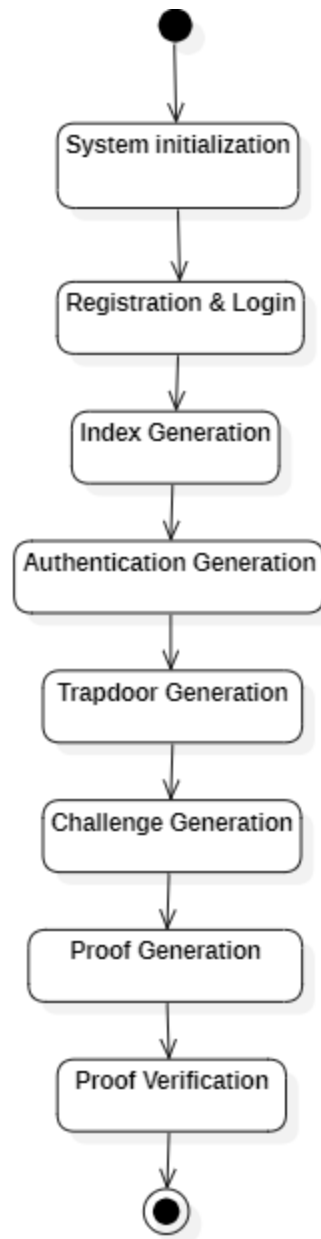 System initialization
Registration & Login
Index Generation
Authentication Generation
Trapdoor Generation
Challenge Generation
Proof Generation
Proof Verification